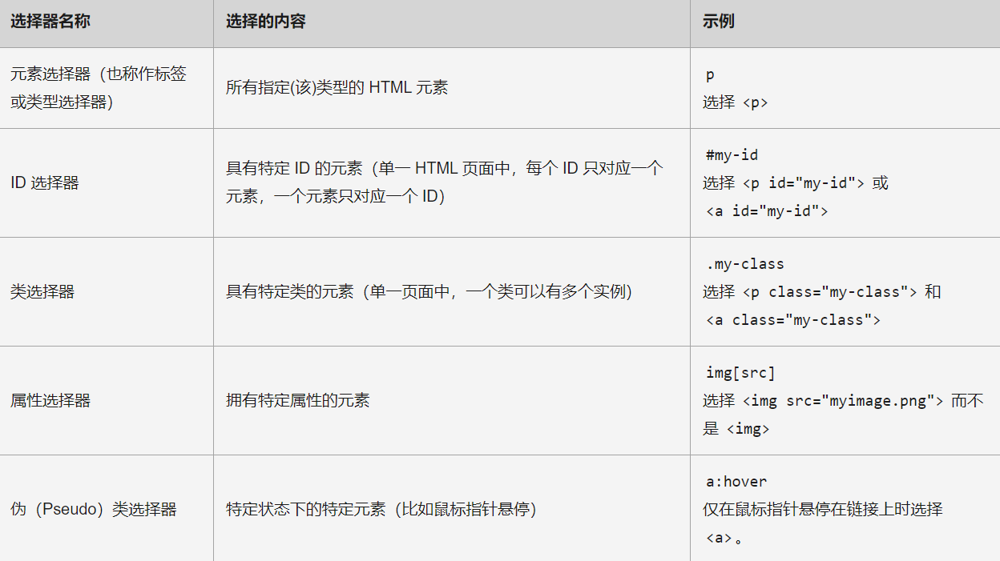 选择器名称
选择的内容
示例
元素选择器（也称作标签
或类型选择器）
所有指定(该)类型的 HTML 元素
p
选择 <p>
ID 选择器
具有特定 ID 的元素（单一 HTML 页面中，每个 ID 只对应一个
元素，一个元素只对应一个 ID）
#my-id
选择 <p id="my-id"> 或
<a id="my-id">
类选择器
具有特定类的元素（单一页面中，一个类可以有多个实例）
.my-class
选择 <p class="my-class"> 和
<a class="my-class">
属性选择器
拥有特定属性的元素
img[src]
选择 <img src="myimage.png"> 而不
是 <img>
伪（Pseudo）类选择器
特定状态下的特定元素（比如鼠标指针悬停）
a:hover
仅在鼠标指针悬停在链接上时选择
<a>。